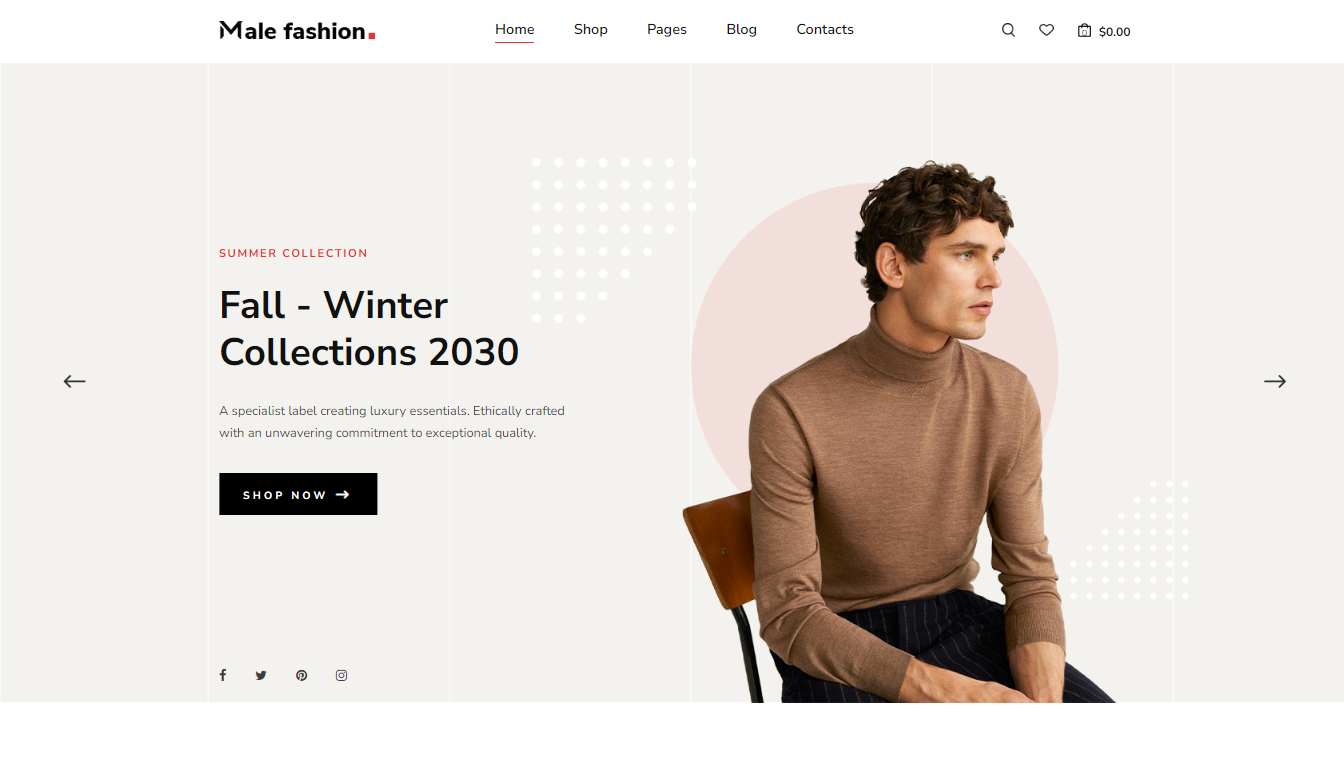 Male fashion.
Home Shop Pages Blog Contacts
0 $0.00
SUMMER COLLECTION
Fall - Winter
Collections 2030
A specialist label creating luxury essentials. Ethically crafted
with an unwavering commitment to exceptional quality.
SHOP NOW